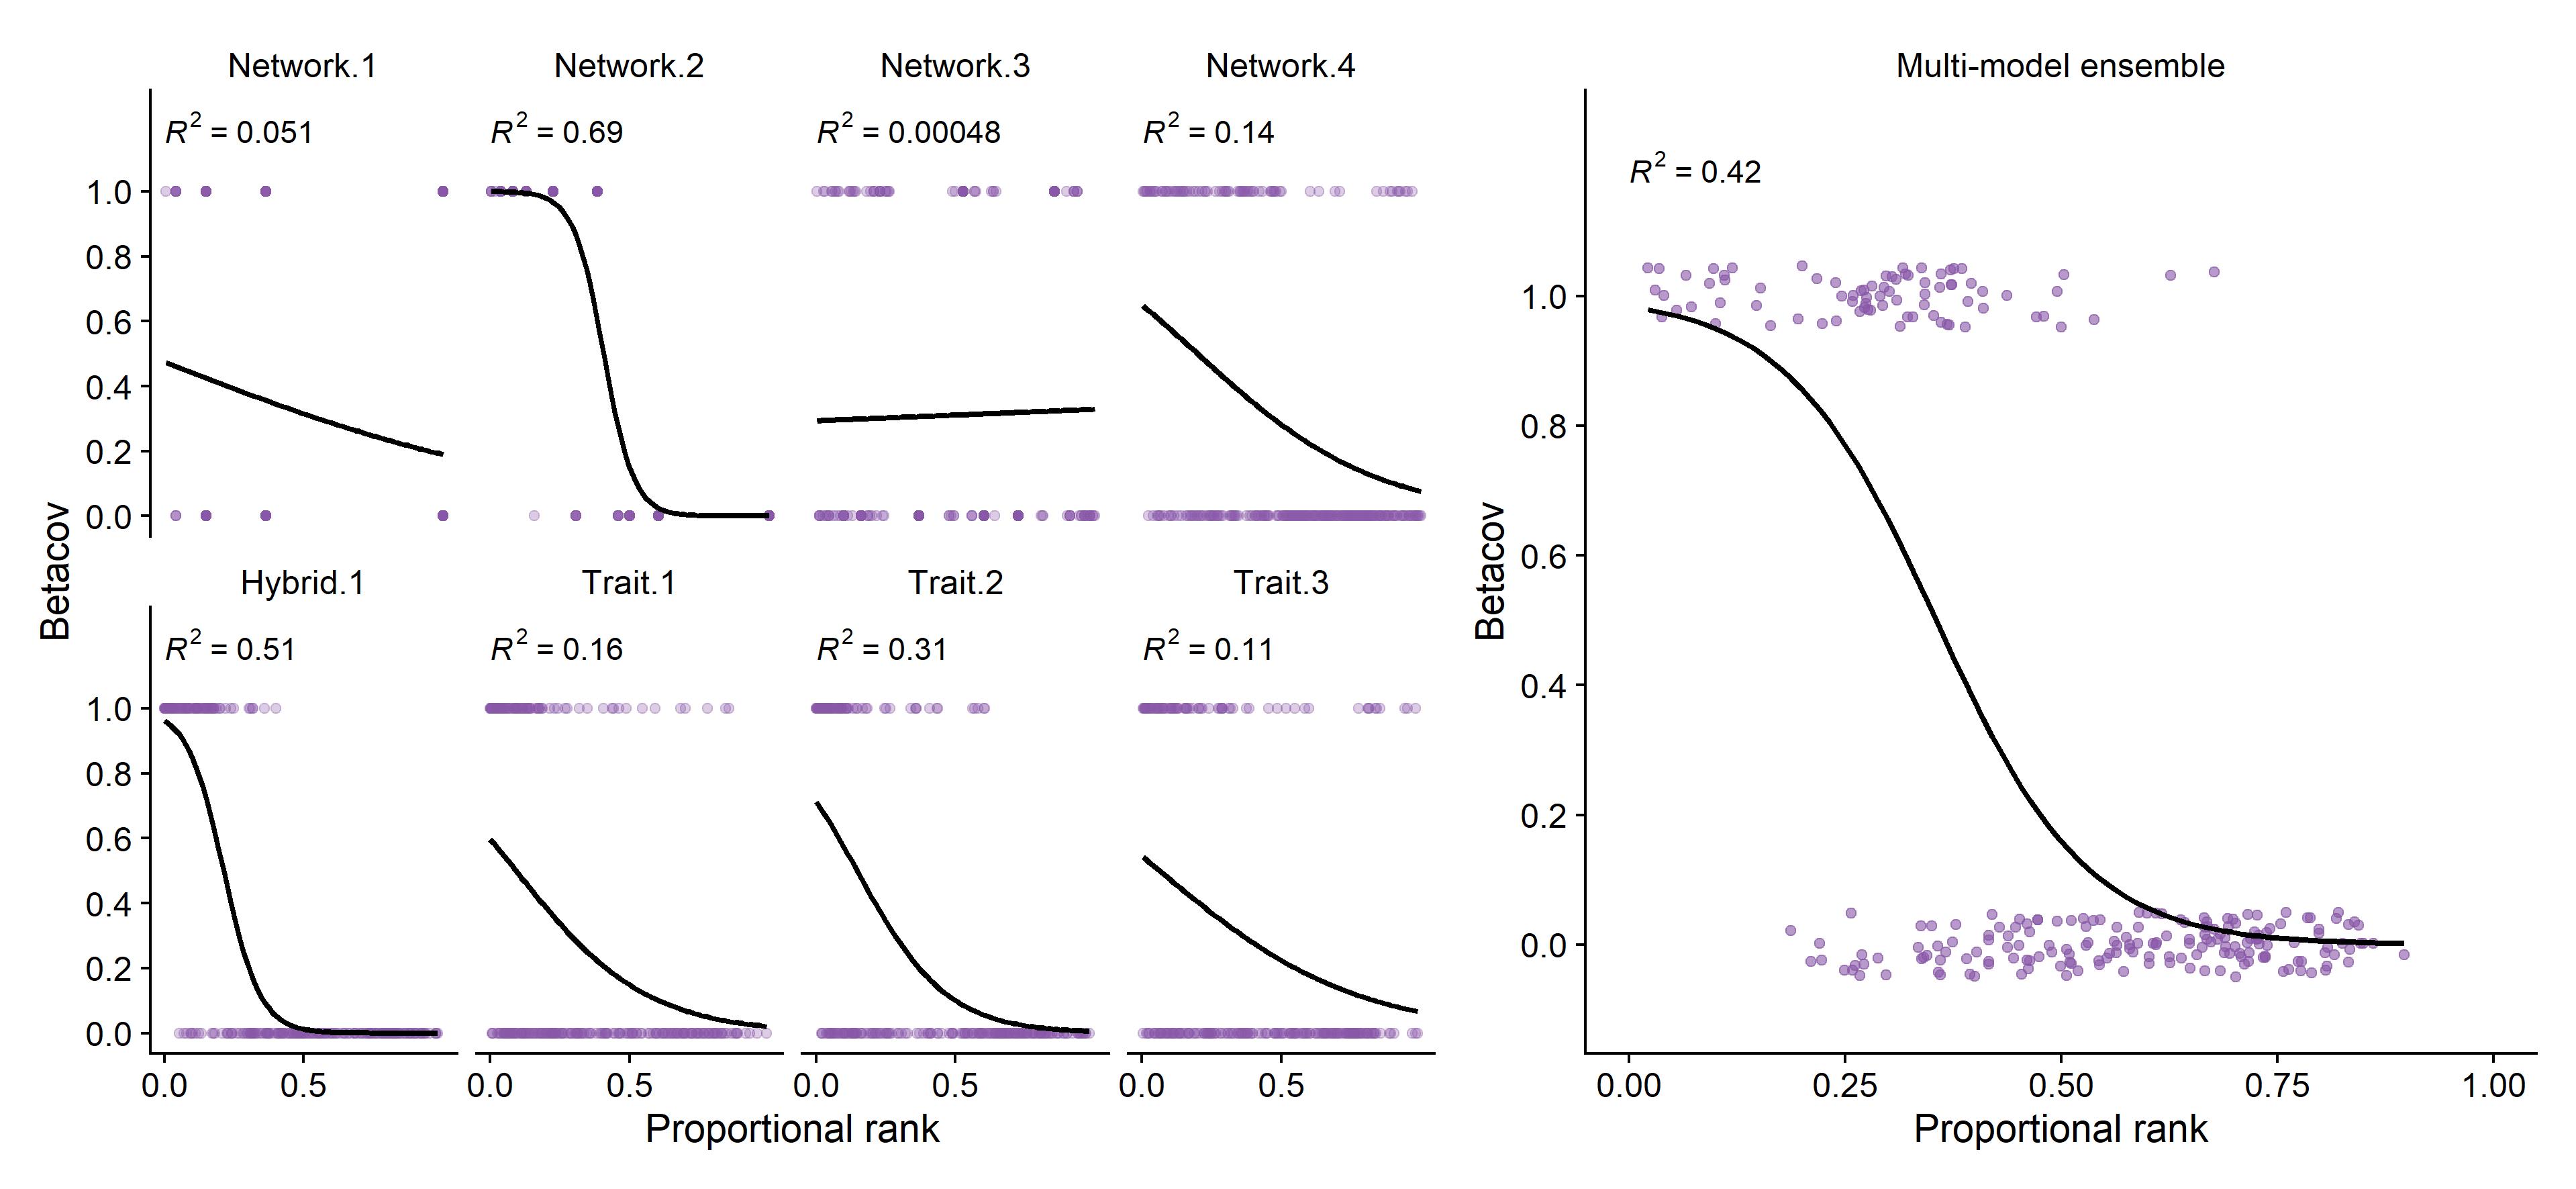 Network.1 Network.2 Network.3 Network.4 Multi-model ensemble
R² = 0.051 R² = 0.69 R² = 0.00048 R² = 0.14
R² = 0.42
1.0
0.8
0.6
0.4
0.2
0.0
Betacov
Hybrid.1 Trait.1 Trait.2 Trait.3
R² = 0.51 R² = 0.16 R² = 0.31 R² = 0.11
1.0
0.8
0.6
0.4
0.2
0.0
0.0 0.5 0.0 0.5 0.0 0.5 0.0 0.5
Proportional rank
Betacov
1.0
0.8
0.6
0.4
0.2
0.0
0.00 0.25 0.50 0.75 1.00
Proportional rank